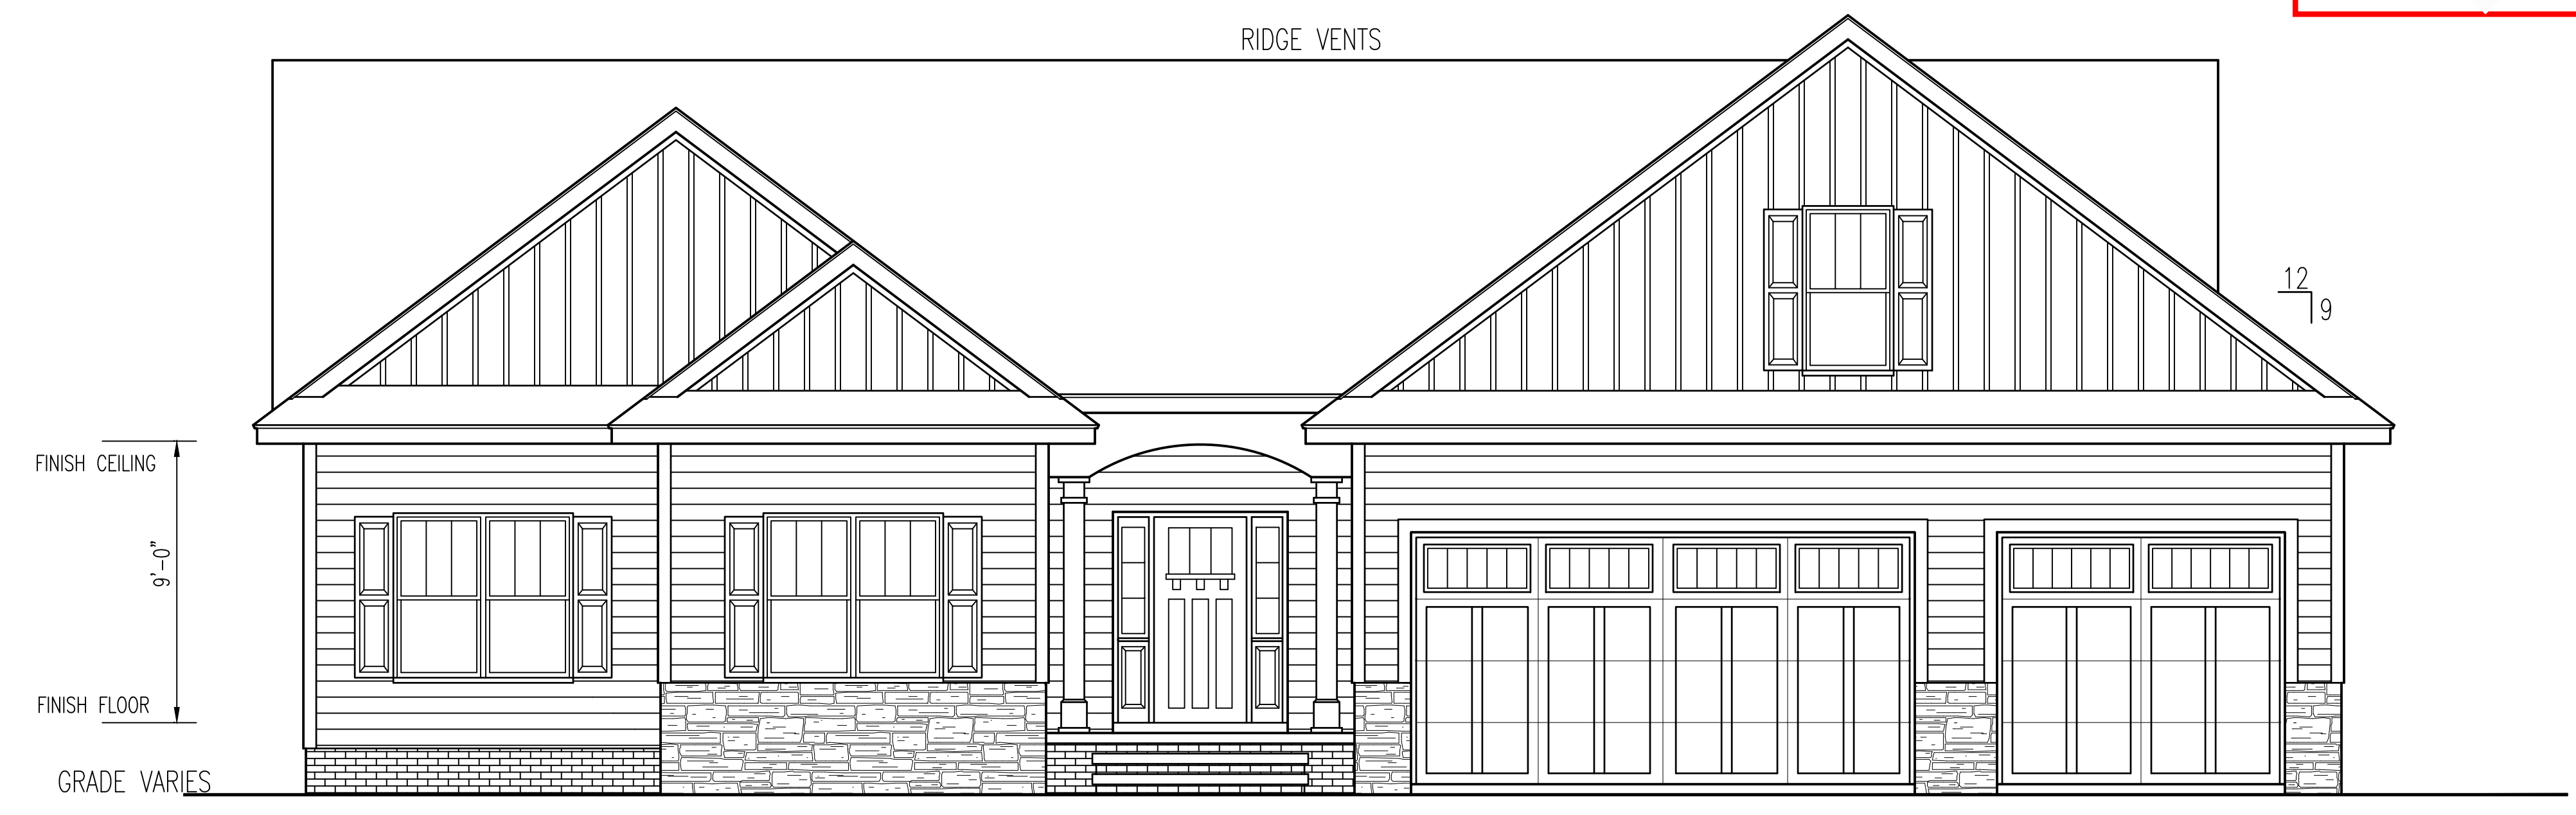 RIDGE VENTS
12
9
FINISH CEILING
9'-0"
FINISH FLOOR
GRADE VARIES